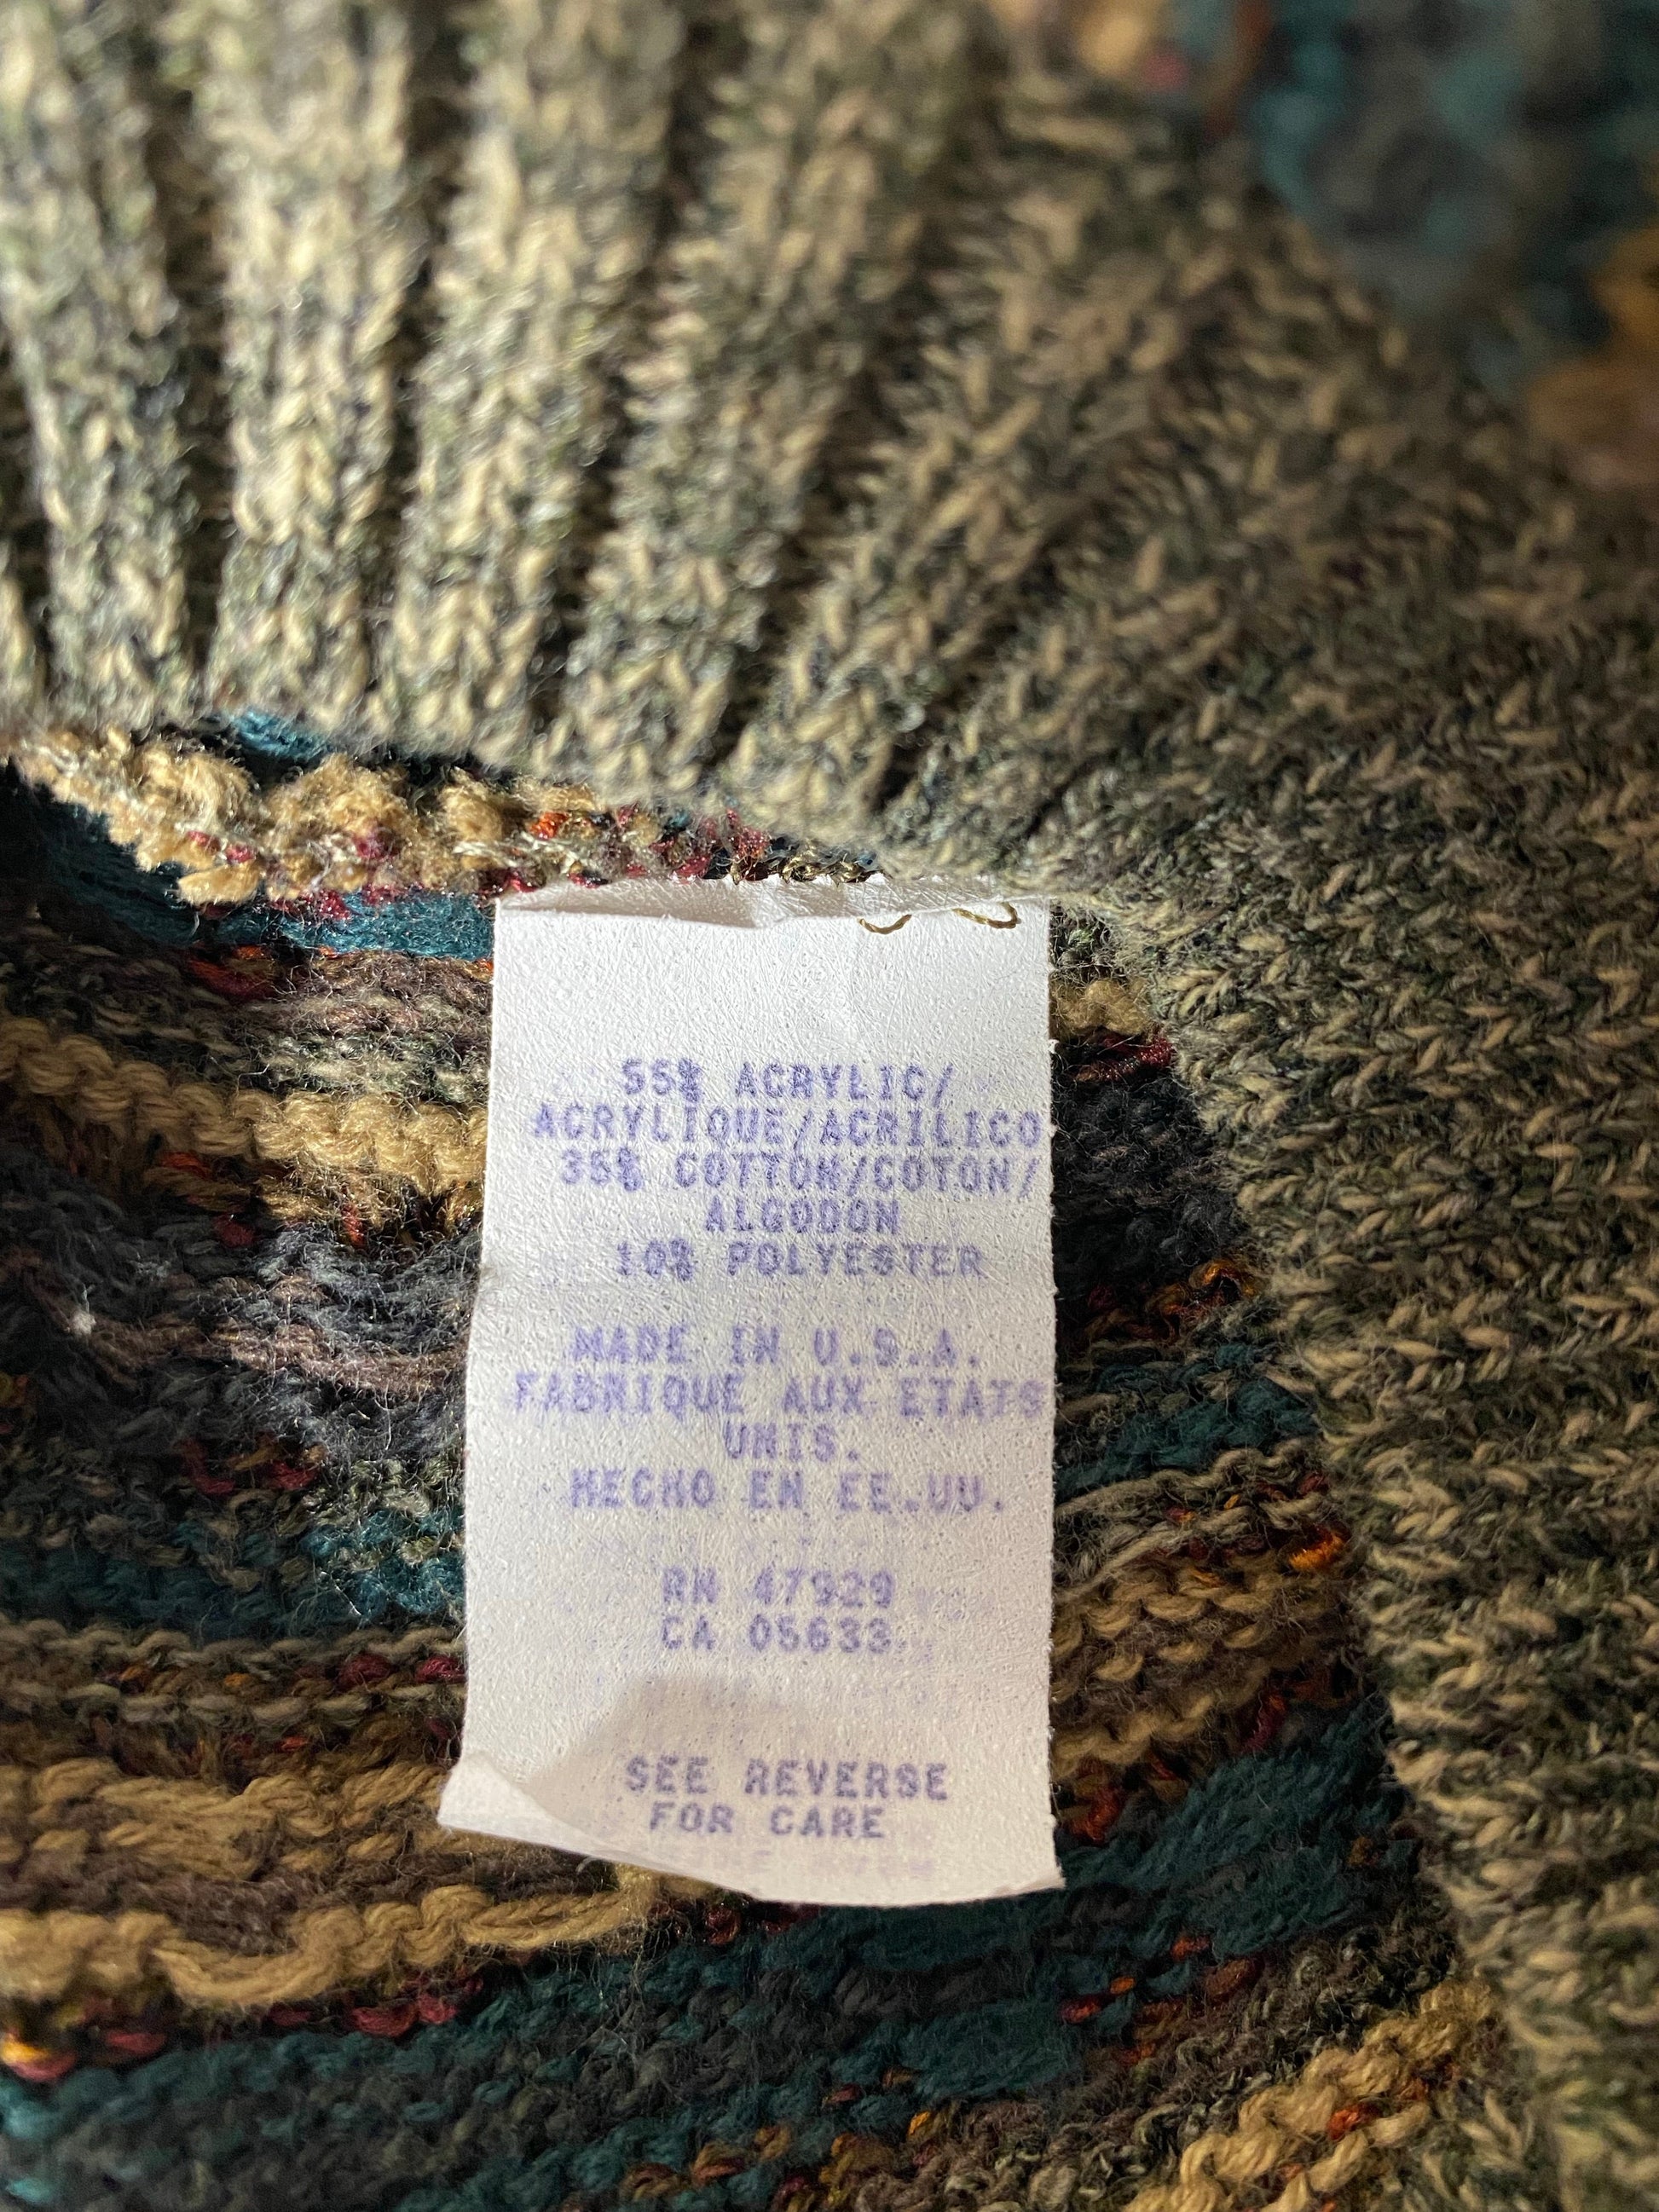 55% ACRYLIC/
ACRYLIQUE/ACRILICO
35% COTTON/COTON/
ALGODON
10% POLYESTER
MADE IN U.S.A.
FABRIQUE AUX ETATS
UNIS.
HECHO EN EE.UU.
RN 47929
CA 05633
SEE REVERSE
FOR CARE